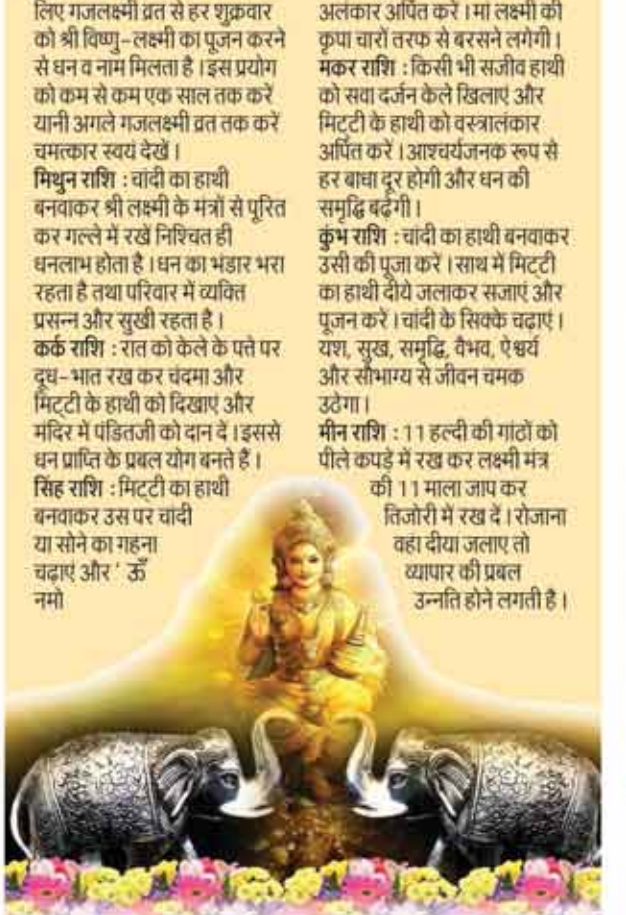 लिए गजलक्ष्मी व्रत से हर शुक्रवार
को श्री विष्णु-लक्ष्मी का पूजन करने
से धन व नाम मिलता है । इस प्रयोग
को कम से कम एक साल तक करें
यानी अगले गजलक्ष्मी व्रत तक करें
चमत्कार स्वयं देखें ।
मिथुन राशि : चांदी का हाथी
बनवाकर श्री लक्ष्मी के मंत्रों से पूरित
कर गल्ले में रखें निश्चित ही
धनलाभ होता है । धन का भंडार भरा
रहता है तथा परिवार में व्यक्ति
प्रसन्न और सुखी रहता है ।
कर्क राशि : रात को केले के पत्ते पर
दूध-भात रख कर चंदमा और
मिट्टी के हाथी को दिखाएं और
मंदिर में पंडितजी को दान दें । इससे
धन प्राप्ति के प्रबल योग बनते हैं ।
सिंह राशि : मिट्टी का हाथी
बनवाकर उस पर चांदी
या सोने का गहना
चढ़ाएं और ' ऊँ
नमो
अलंकार अर्पित करें । मां लक्ष्मी की
कृपा चारों तरफ से बरसने लगेगी ।
मकर राशि : किसी भी सजीव हाथी
को सवा दर्जन केले खिलाएं और
मिट्टी के हाथी को वस्त्रालंकार
अर्पित करें । आश्चर्यजनक रूप से
हर बाधा दूर होगी और धन की
समृद्धि बढ़ेगी ।
कुंभ राशि : चांदी का हाथी बनवाकर
उसी की पूजा करें । साथ में मिट्टी
का हाथी दीये जलाकर सजाएं और
पूजन करें । चांदी के सिक्के चढ़ाएं ।
यश, सुख, समृद्धि, वैभव, ऐश्वर्य
और सौभाग्य से जीवन चमक
उठेगा ।
मीन राशि : 11 हल्दी की गांठों को
पीले कपड़े में रख कर लक्ष्मी मंत्र
की 11 माला जाप कर
तिजोरी में रख दें । रोजाना
वहां दीया जलाएं तो
व्यापार की प्रबल
उन्नति होने लगती है ।